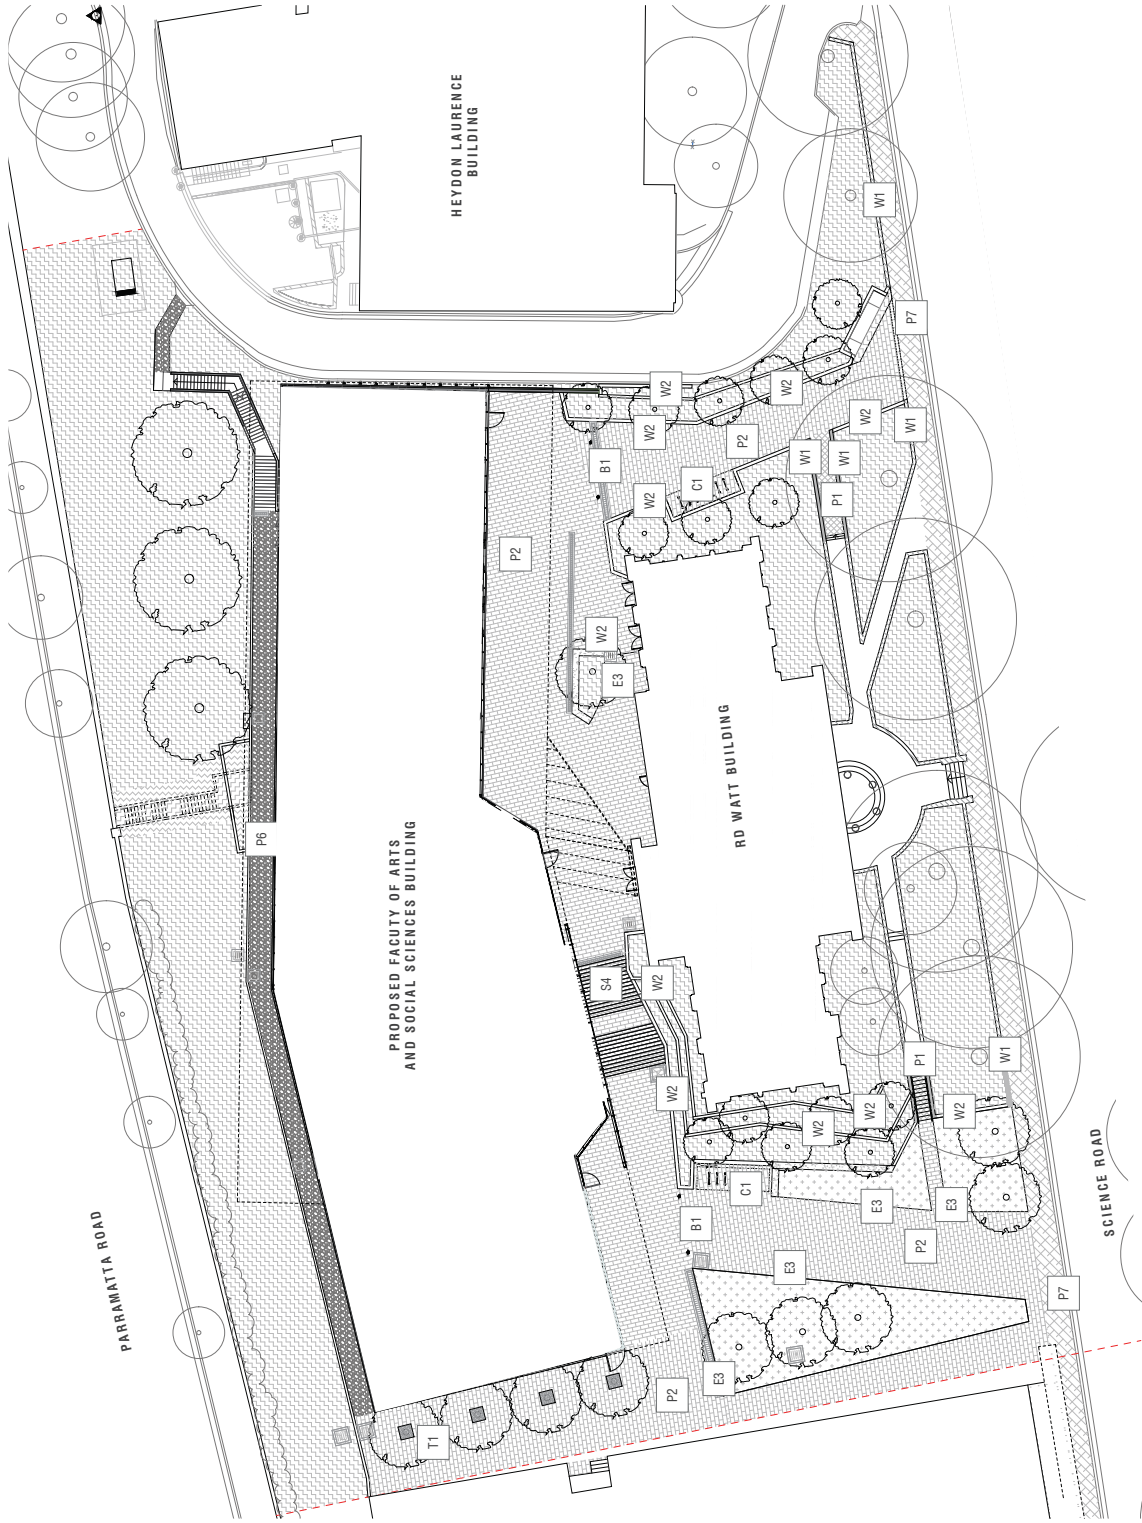 HEYDON LAURENCE
BUILDING
W1
P7
W2
W2
W2
W1
W2
P2
W1
W1
B1
C1
W2
P1
P2
W2
E3
RD WATT BUILDING
P6
PROPOSED FACUTY OF ARTS
AND SOCIAL SCIENCES BUILDING
S4
W2
P1
W1
W2
W2
W2
W2
SCIENCE ROAD
C1
E3
E3
B1
P2
E3
P7
PARRAMATTA ROAD
E3
P2
T1